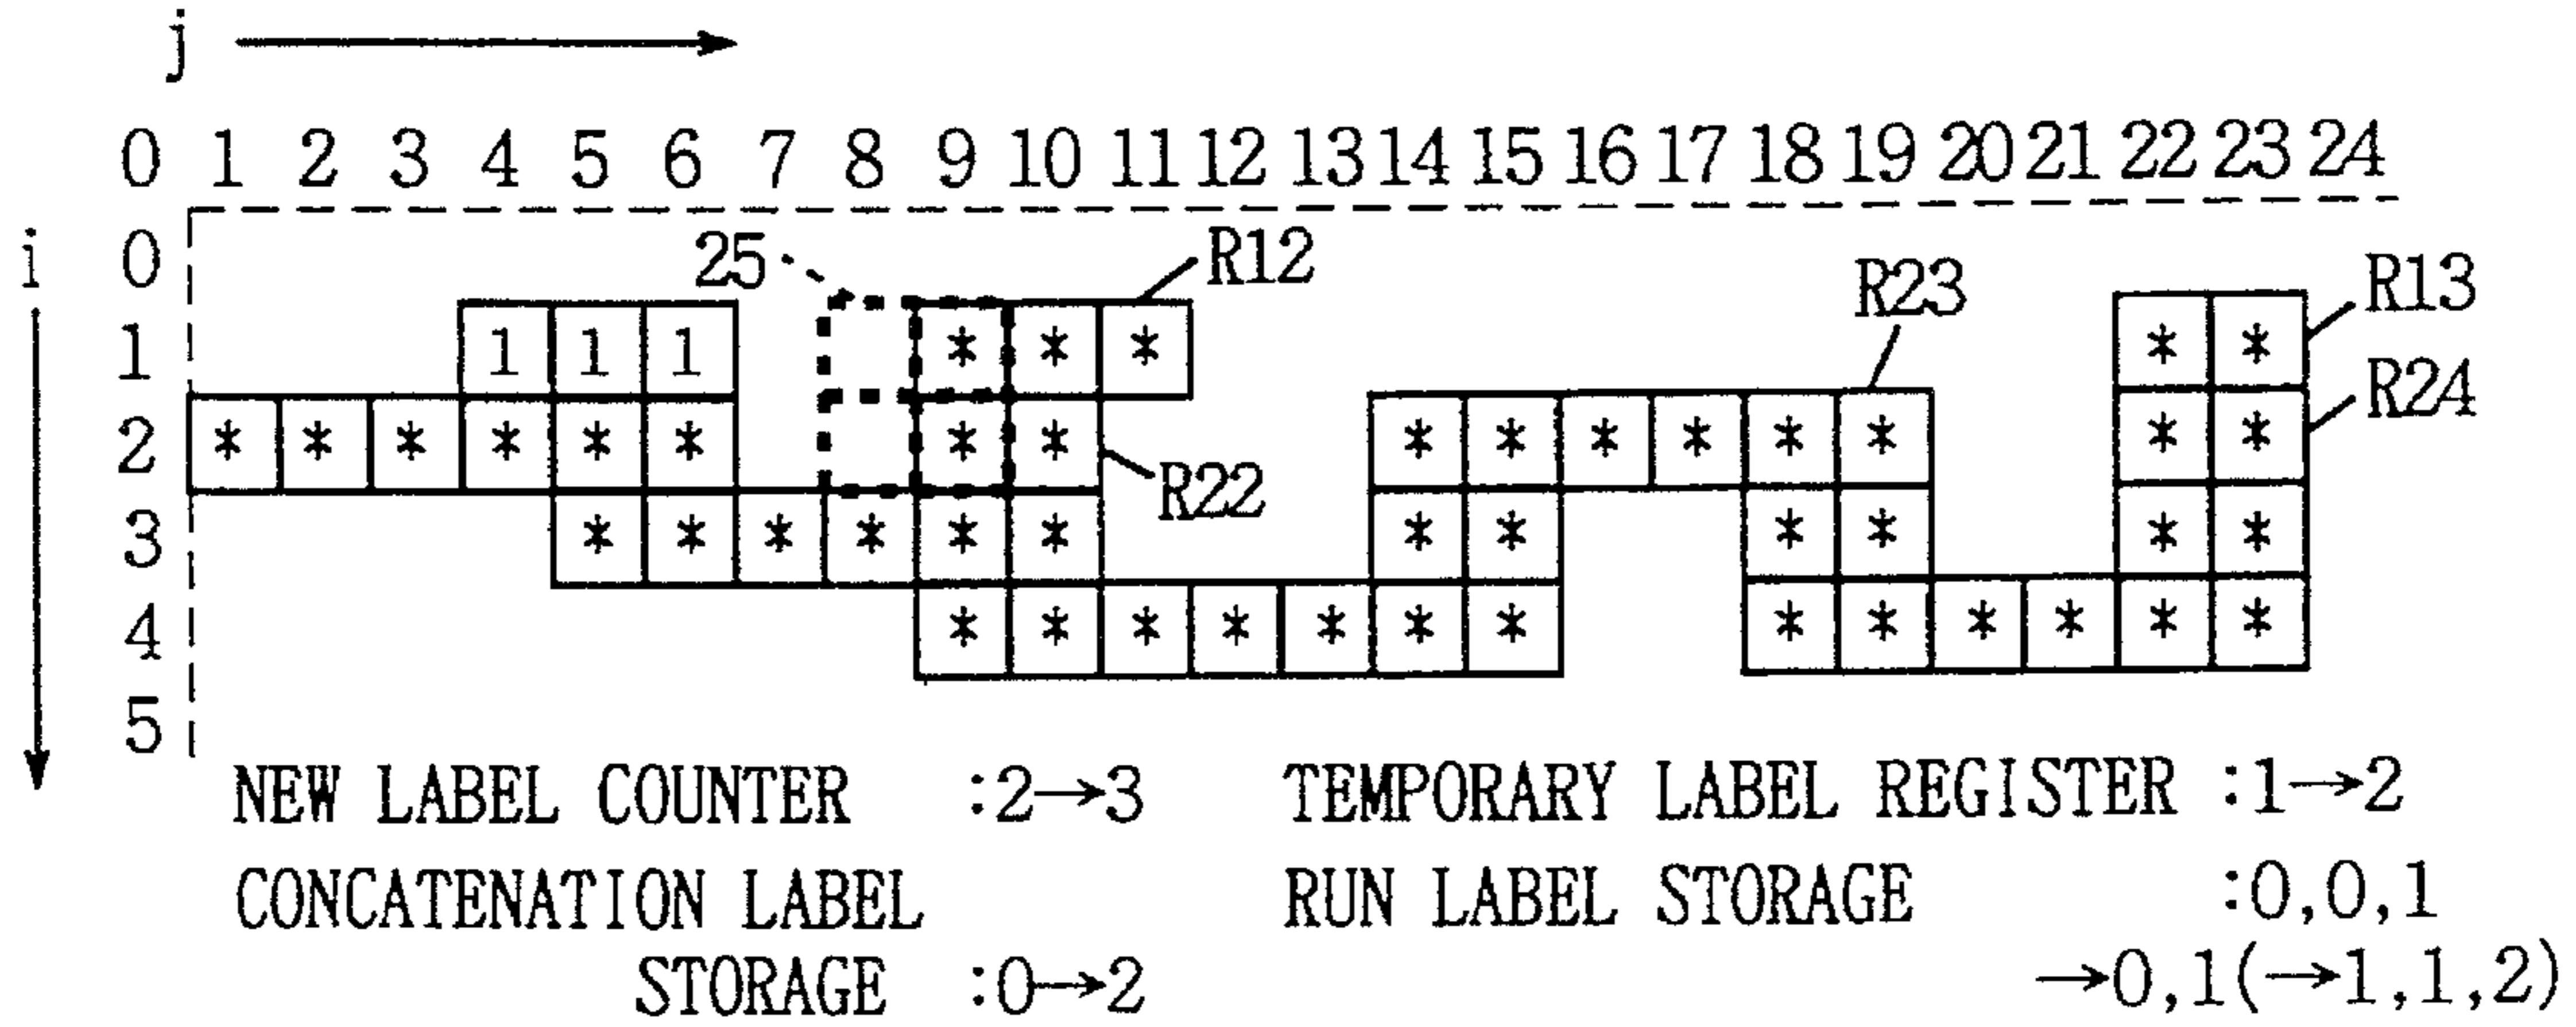 j
0 1 2 3 4 5 6 7 8 9 10 11 12 13 14 15 16 17 18 19 20 21 22 23 24
i 0 25 R12 R23 R13
1 1 1 1 * * * * *
R24
2 * * * * * * * * * * * * * * * *
R22
3 * * * * * * * * * * * *
4 * * * * * * * * * * * * *
5
NEW LABEL COUNTER :2→3 TEMPORARY LABEL REGISTER :1→2
CONCATENATION LABEL RUN LABEL STORAGE :0,0,1
STORAGE :0→2 →0,1(→1,1,2)